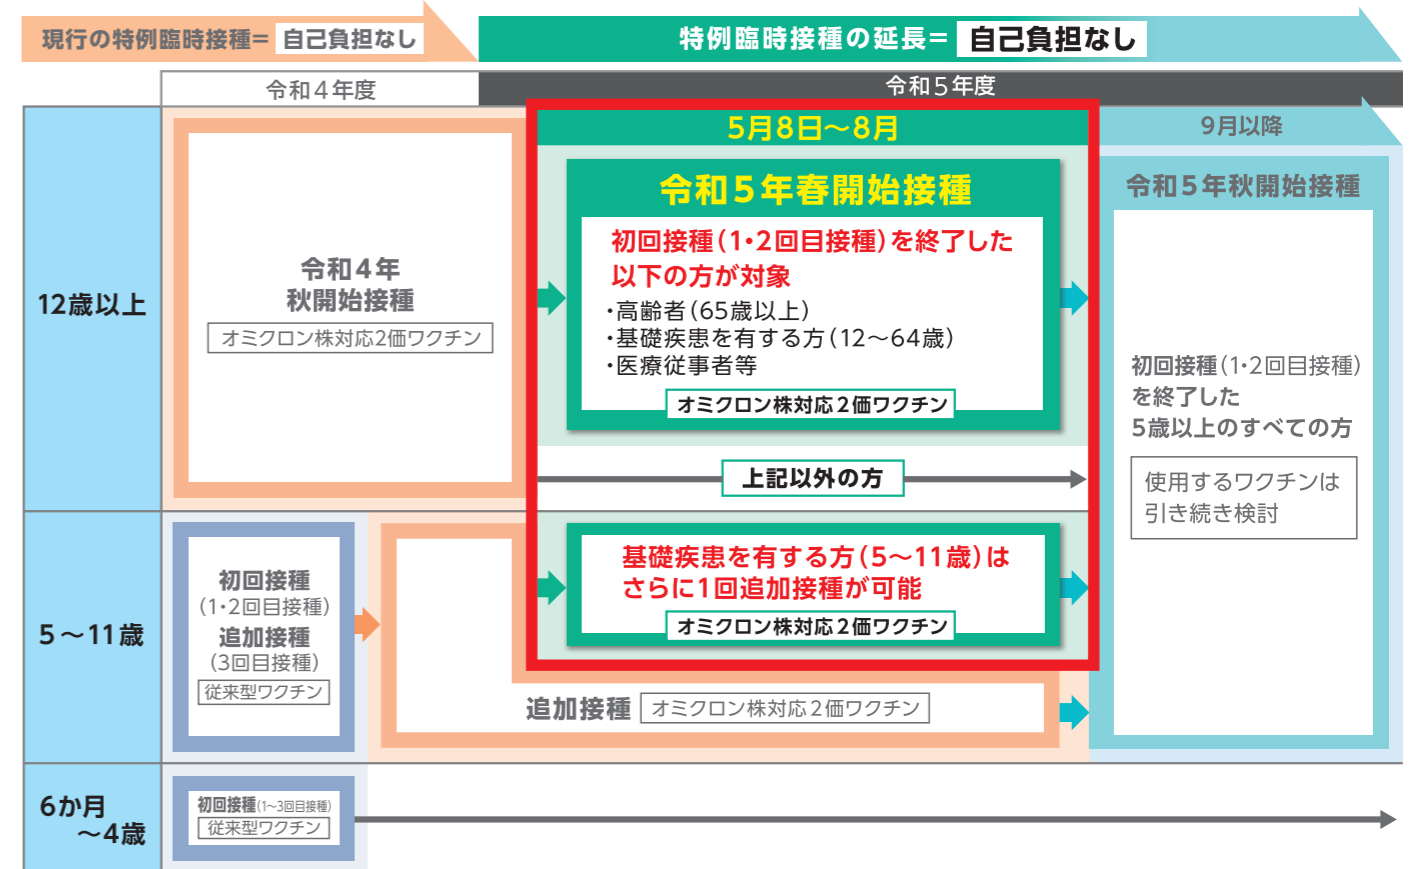 現行の特例臨時接種= 自己負担なし
特例臨時接種の延長= 自己負担なし
令和4年度
令和5年度
5月8日～8月
9月以降
12歳以上
令和4年
秋開始接種
オミクロン株対応2価ワクチン
令和5年春開始接種
初回接種(1・2回目接種)を終了した
以下の方が対象
・高齢者(65歳以上)
・基礎疾患を有する方(12～64歳)
・医療従事者等
オミクロン株対応2価ワクチン
上記以外の方
令和5年秋開始接種
初回接種(1・2回目接種)
を終了した
5歳以上のすべての方
使用するワクチンは
引き続き検討
5～11歳
初回接種
(1・2回目接種)
追加接種
(3回目接種)
従来型ワクチン
基礎疾患を有する方(5～11歳)は
さらに1回追加接種が可能
オミクロン株対応2価ワクチン
追加接種 オミクロン株対応2価ワクチン
6か月
～4歳
初回接種(1～3回目接種)
従来型ワクチン